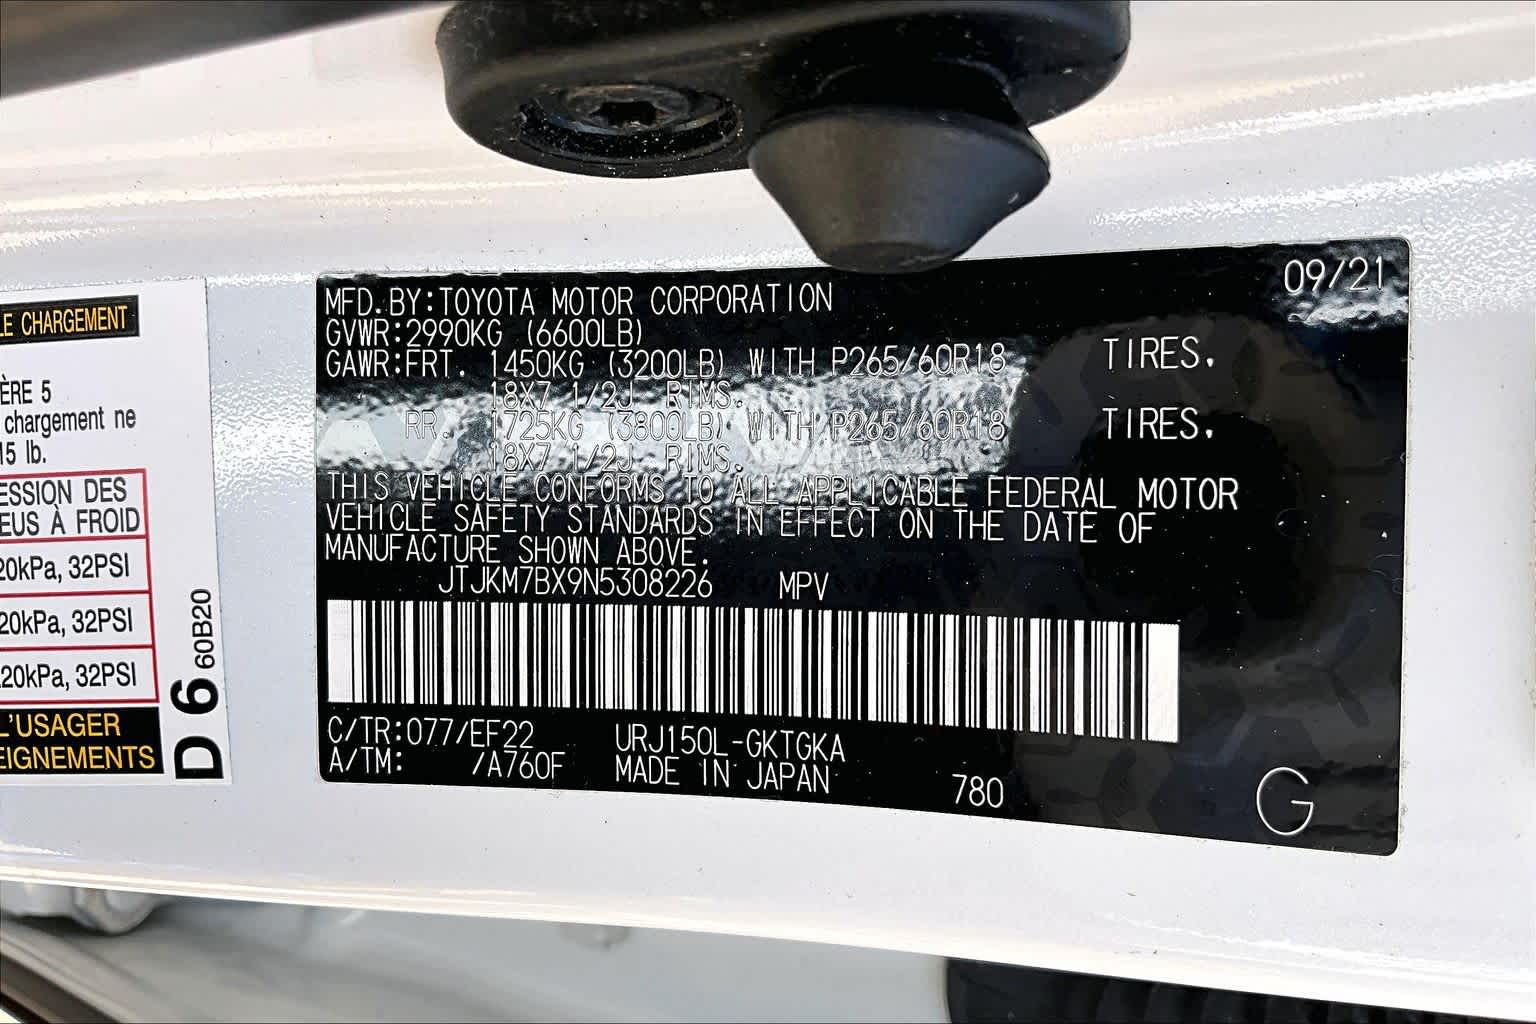 LE CHARGEMENT
ÈRE 5
chargement ne
15 lb.
ESSION DES
EUS À FROID
20kPa, 32PSI
20kPa, 32PSI
20kPa, 32PSI
L'USAGER
EIGNEMENTS
D 6 60B20
09/21
MFD.BY:TOYOTA MOTOR CORPORATION
GVWR:2990KG (6600LB)
GAWR:FRT. 1450KG (3200LB) WITH P265/60R18 TIRES.
18X7 1/2J RIMS.
RR. 1725KG (3800LB) WITH P265/60R18 TIRES.
18X7 1/2J RIMS.
THIS VEHICLE CONFORMS TO ALL APPLICABLE FEDERAL MOTOR
VEHICLE SAFETY STANDARDS IN EFFECT ON THE DATE OF
MANUFACTURE SHOWN ABOVE.
JTJKM7BX9N5308226 MPV
C/TR:077/EF22 URJ150L-GKTGKA
A/TM: /A760F MADE IN JAPAN 780
G